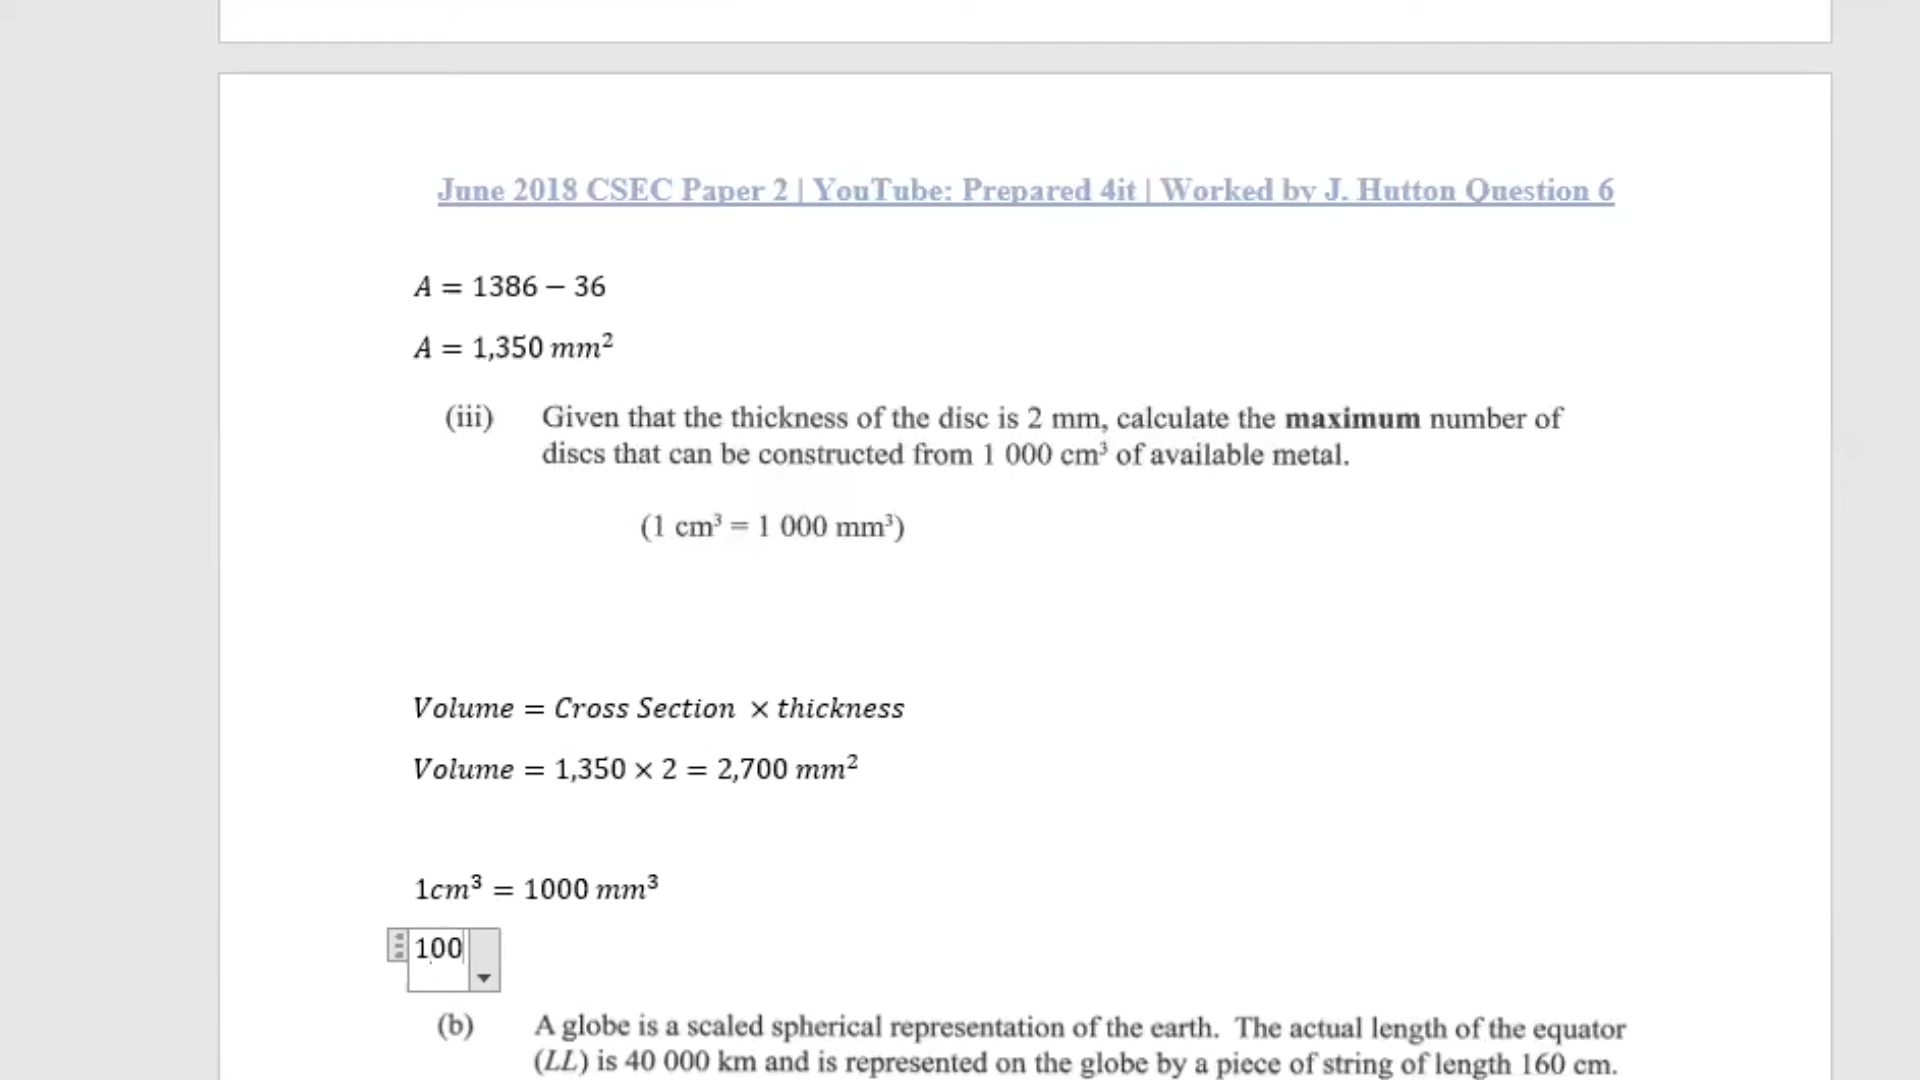 June 2018 CSEC Paper 2 | YouTube: Prepared 4it | Worked by J. Hutton Question 6
A = 1386 − 36
A = 1,350 mm²
(iii) Given that the thickness of the disc is 2 mm, calculate the maximum number of
discs that can be constructed from 1 000 cm³ of available metal.
(1 cm³ = 1 000 mm³)
Volume = Cross Section × thickness
Volume = 1,350 × 2 = 2,700 mm²
1cm³ = 1000 mm³
100
(b) A globe is a scaled spherical representation of the earth. The actual length of the equator
(LL) is 40 000 km and is represented on the globe by a piece of string of length 160 cm.